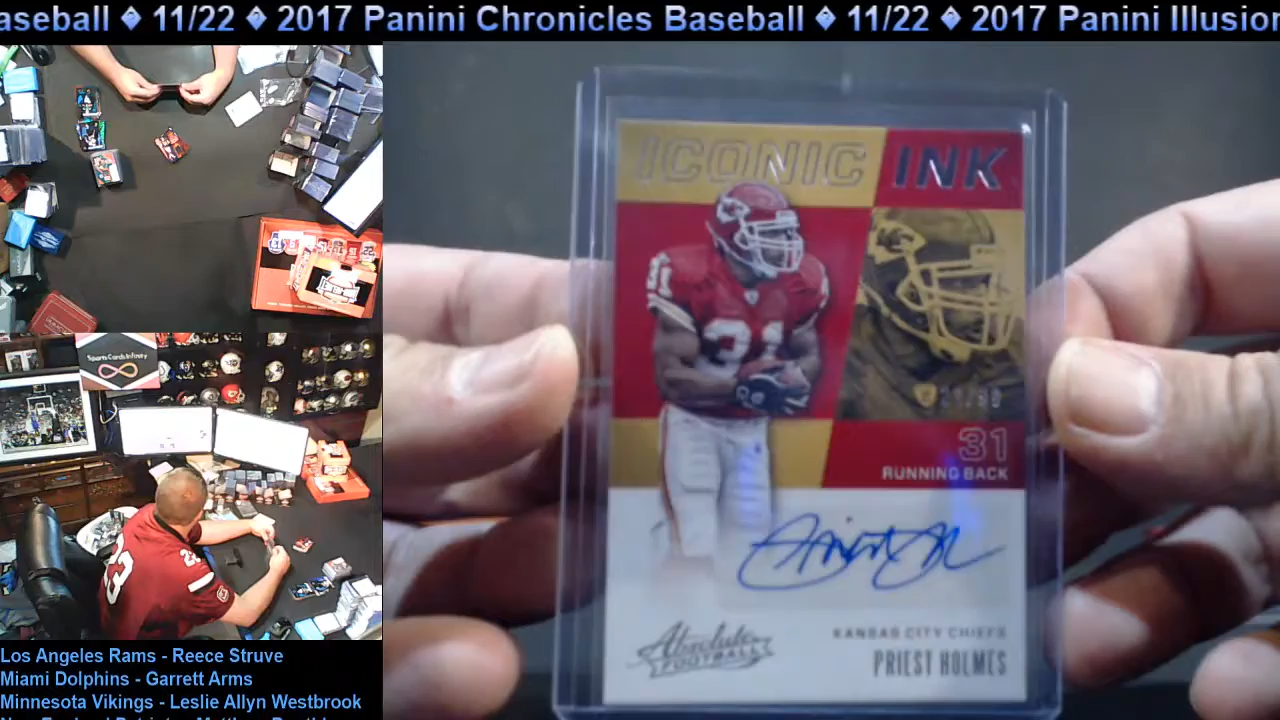 aseball ◆ 11/22 ◆ 2017 Panini Chronicles Baseball ◆ 11/22 ◆ 2017 Panini Illusion
ICONIC INK
31
31
31
RUNNING BACK
KANSAS CITY CHIEFS
PRIEST HOLMES
Absolute
FOOTBALL
Sports Cards Infinity
23
Los Angeles Rams - Reece Struve
Miami Dolphins - Garrett Arms
Minnesota Vikings - Leslie Allyn Westbrook